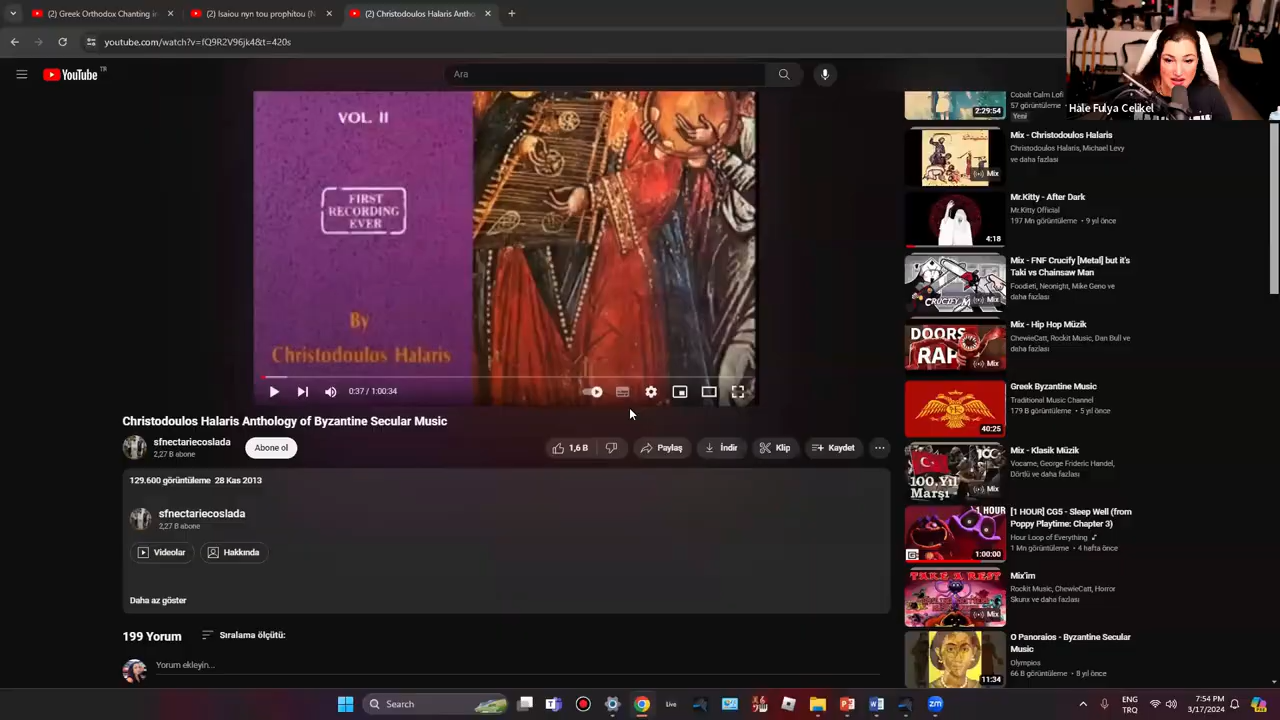 (2) Greek Orthodox Chanting in
(2) Isaiou nyn tou prophitou (N
(2) Christodoulos Halaris Antho
youtube.com/watch?v=fQ9R2V96jk4&t=420s
YouTube TR
Ara
Hale Fulya Celikel
VOL. II
FIRST
RECORDING
EVER
By
Christodoulos Halaris
0:37 / 1:00:34
Christodoulos Halaris Anthology of Byzantine Secular Music
sfnectariecoslada
2,27 B abone
Abone ol
1,6 B
Paylaş
İndir
Klip
Kaydet
129.600 görüntüleme 28 Kas 2013
sfnectariecoslada
2,27 B abone
Videolar
Hakkında
Daha az göster
199 Yorum
Sıralama ölçütü:
Yorum ekleyin...
Cobalt Calm Lofi
57 görüntüleme
Yeni
2:29:54
Mix - Christodoulos Halaris
Christodoulos Halaris, Michael Levy
ve daha fazlası
Mix
Mr.Kitty - After Dark
Mr.Kitty Official
197 Mn görüntüleme • 9 yıl önce
4:18
Mix - FNF Crucify [Metal] but it's
Taki vs Chainsaw Man
Foodieti, Neonight, Mike Geno ve
daha fazlası
CRUCIFY
Mix
Mix - Hip Hop Müzik
ChewieCatt, Rockit Music, Dan Bull ve
daha fazlası
DOORS
RAP
Mix
Greek Byzantine Music
Traditional Music Channel
179 B görüntüleme • 5 yıl önce
40:25
Mix - Klasik Müzik
Vocame, George Frideric Handel,
Dörtlü ve daha fazlası
100.Yıl
Marşı
Mix
[1 HOUR] CG5 - Sleep Well (from
Poppy Playtime: Chapter 3)
Hour Loop of Everything
1 Mn görüntüleme • 4 hafta önce
1 HOUR
1:00:00
Mix'im
Rockit Music, ChewieCatt, Horror
Skunx ve daha fazlası
TAKE A REST
Mix
O Panoraios - Byzantine Secular
Music
Olympios
66 B görüntüleme • 8 yıl önce
11:34
Search
Live
ENG
TRQ
7:54 PM
3/17/2024